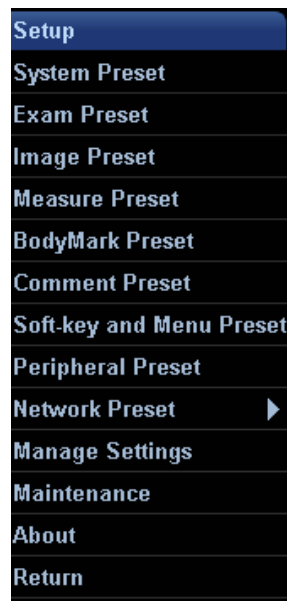 Setup
System Preset
Exam Preset
Image Preset
Measure Preset
BodyMark Preset
Comment Preset
Soft-key and Menu Preset
Peripheral Preset
Network Preset
Manage Settings
Maintenance
About
Return